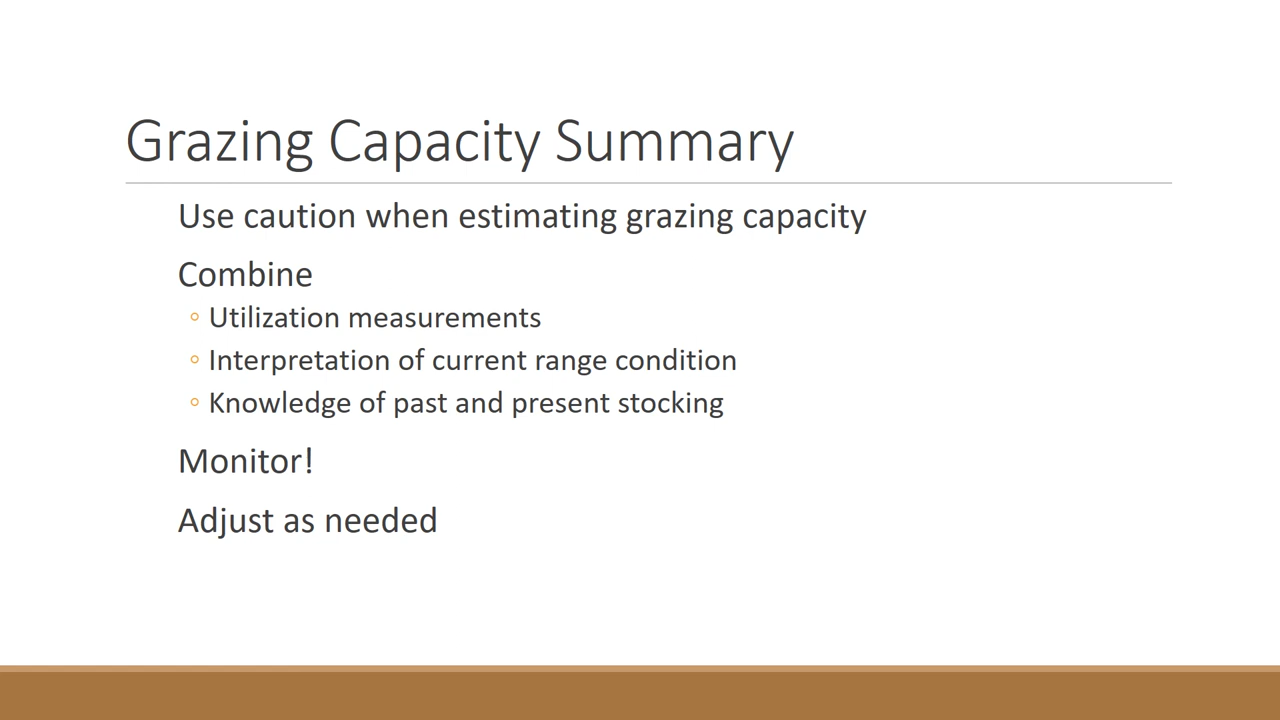 Grazing Capacity Summary
Use caution when estimating grazing capacity
Combine
◦ Utilization measurements
◦ Interpretation of current range condition
◦ Knowledge of past and present stocking
Monitor!
Adjust as needed